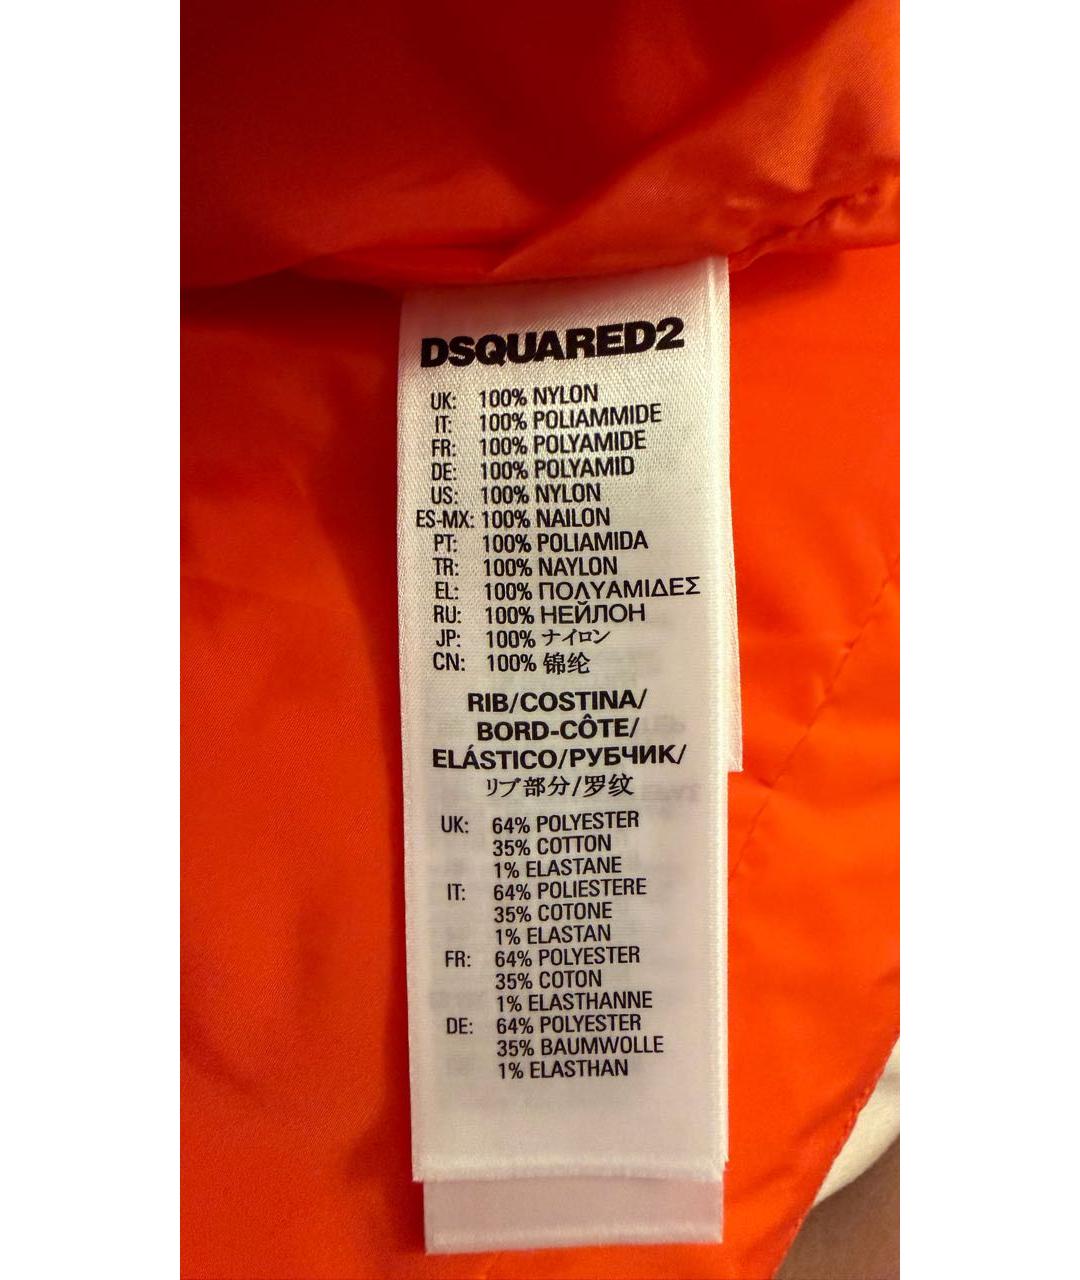 DSQUARED2
UK: 100% NYLON
IT: 100% POLIAMMIDE
FR: 100% POLYAMIDE
DE: 100% POLYAMID
US: 100% NYLON
ES-MX: 100% NAILON
PT: 100% POLIAMIDA
TR: 100% NAYLON
EL: 100% ΠΟΛΥΑΜΙΔΕΣ
RU: 100% НЕЙЛОН
JP: 100% ナイロン
CN: 100% 锦纶
RIB/COSTINA/
BORD-CÔTE/
ELÁSTICO/РУБЧИК/
リブ部分/罗纹
UK: 64% POLYESTER
35% COTTON
1% ELASTANE
IT: 64% POLIESTERE
35% COTONE
1% ELASTAN
FR: 64% POLYESTER
35% COTON
1% ELASTHANNE
DE: 64% POLYESTER
35% BAUMWOLLE
1% ELASTHAN